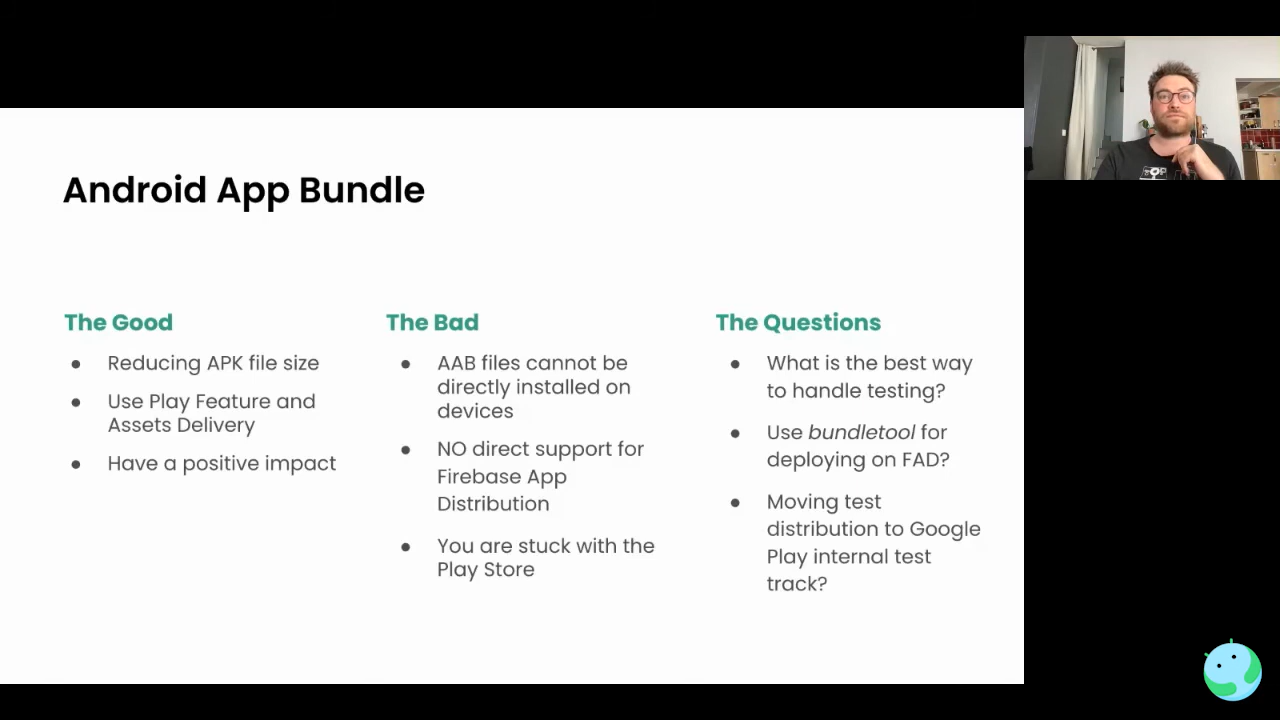 Android App Bundle
The Good
● Reducing APK file size
● Use Play Feature and
Assets Delivery
● Have a positive impact
The Bad
● AAB files cannot be
directly installed on
devices
● NO direct support for
Firebase App
Distribution
● You are stuck with the
Play Store
The Questions
● What is the best way
to handle testing?
● Use bundletool for
deploying on FAD?
● Moving test
distribution to Google
Play internal test
track?